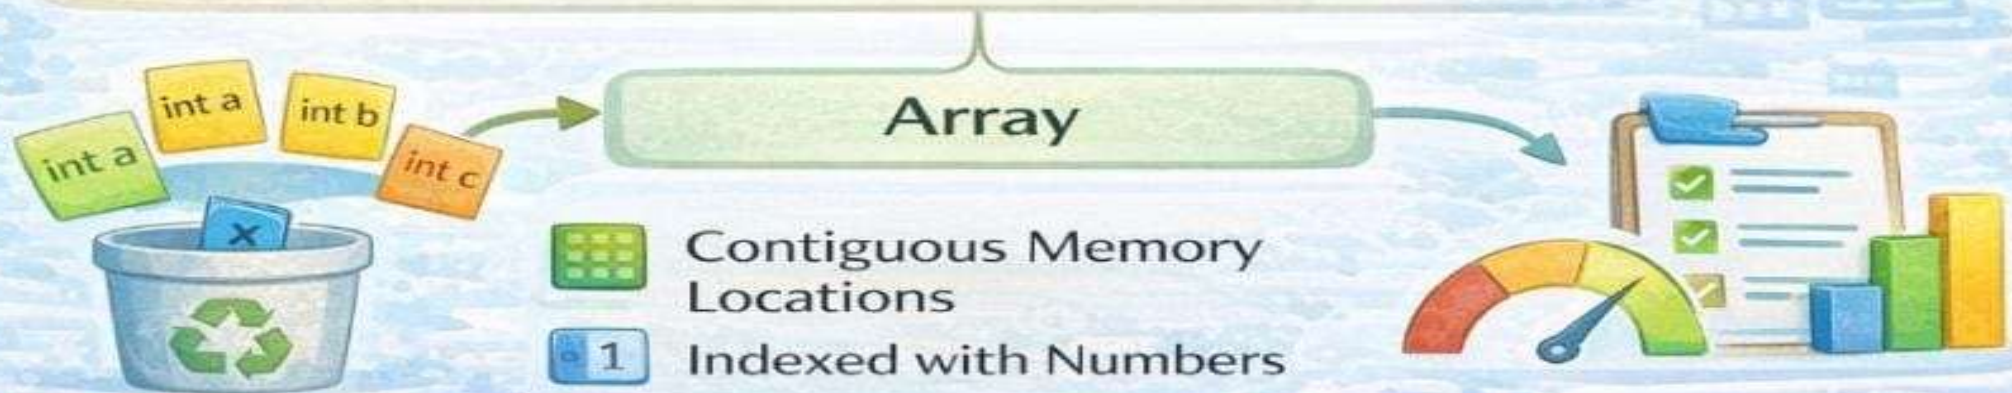 int a
int a
int b
int c
x
Array
Contiguous Memory
Locations
1
Indexed with Numbers